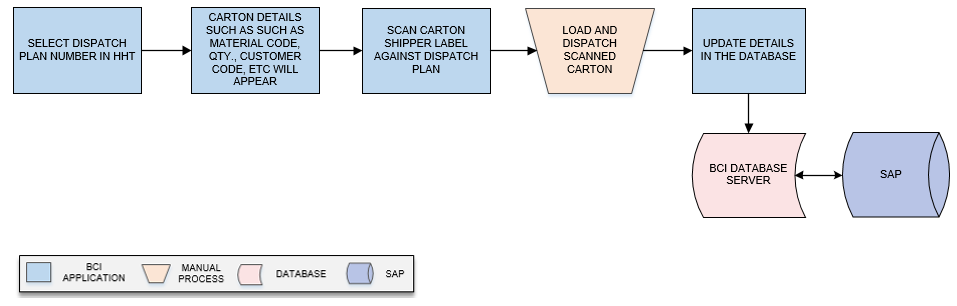 SELECT DISPATCH
PLAN NUMBER IN HHT
CARTON DETAILS
SUCH AS SUCH AS
MATERIAL CODE,
QTY., CUSTOMER
CODE, ETC WILL
APPEAR
SCAN CARTON
SHIPPER LABEL
AGAINST DISPATCH
PLAN
LOAD AND
DISPATCH
SCANNED
CARTON
UPDATE DETAILS
IN THE DATABASE
BCI DATABASE
SERVER
SAP
BCI
APPLICATION
MANUAL
PROCESS
DATABASE
SAP